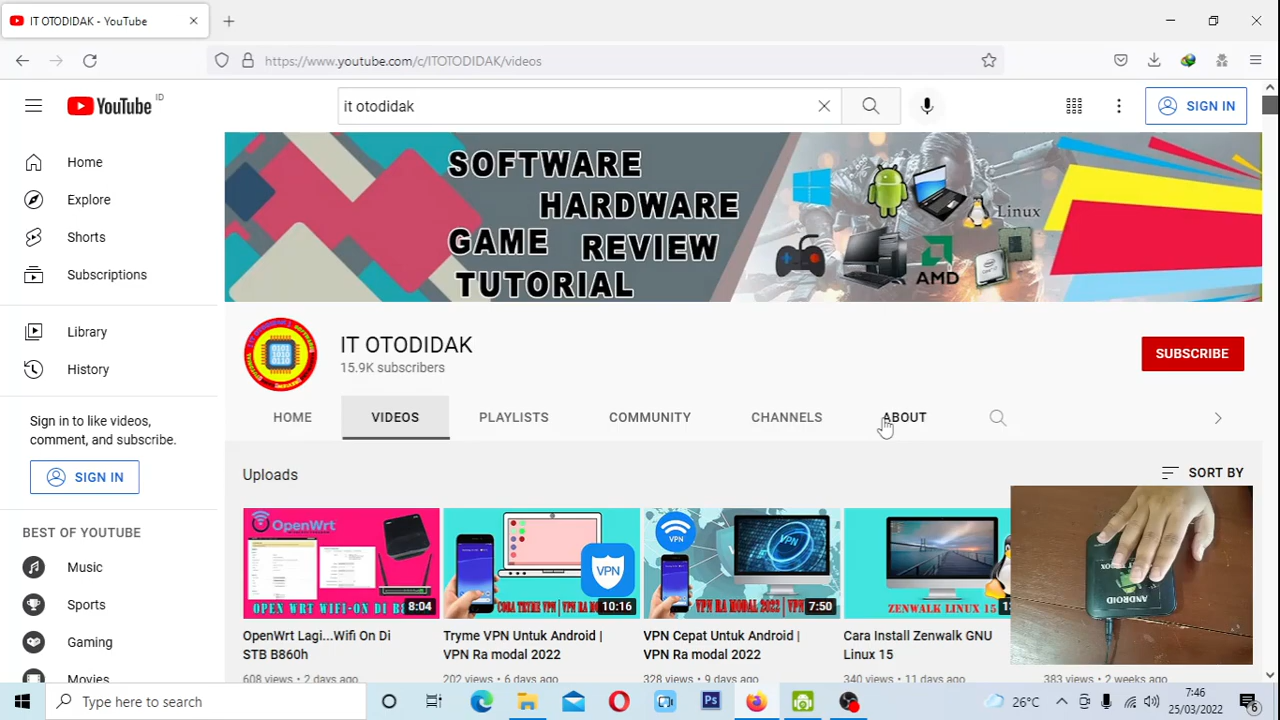 IT OTODIDAK - YouTube
https://www.youtube.com/c/ITOTODIDAK/videos
YouTube ID
it otodidak
SIGN IN
Home
Explore
Shorts
Subscriptions
Library
History
Sign in to like videos,
comment, and subscribe.
SIGN IN
BEST OF YOUTUBE
Music
Sports
Gaming
Movies
SOFTWARE
HARDWARE
GAME REVIEW
TUTORIAL
Linux
AMD
IT OTODIDAK
15.9K subscribers
SUBSCRIBE
HOME VIDEOS PLAYLISTS COMMUNITY CHANNELS ABOUT
Uploads
SORT BY
OpenWrt
OPEN WRT WIFI-ON DI
8:04
VPN
10:16
VPN
7:50
ZENWALK LINUX 15
OpenWrt Lagi...Wifi On Di
STB B860h
608 views • 2 days ago
Tryme VPN Untuk Android |
VPN Ra modal 2022
202 views • 6 days ago
VPN Cepat Untuk Android |
VPN Ra modal 2022
328 views • 9 days ago
Cara Install Zenwalk GNU
Linux 15
340 views • 11 days ago
383 views • 2 weeks ago
ANDROID
Type here to search
Ps
26°C
7:46
25/03/2022
6